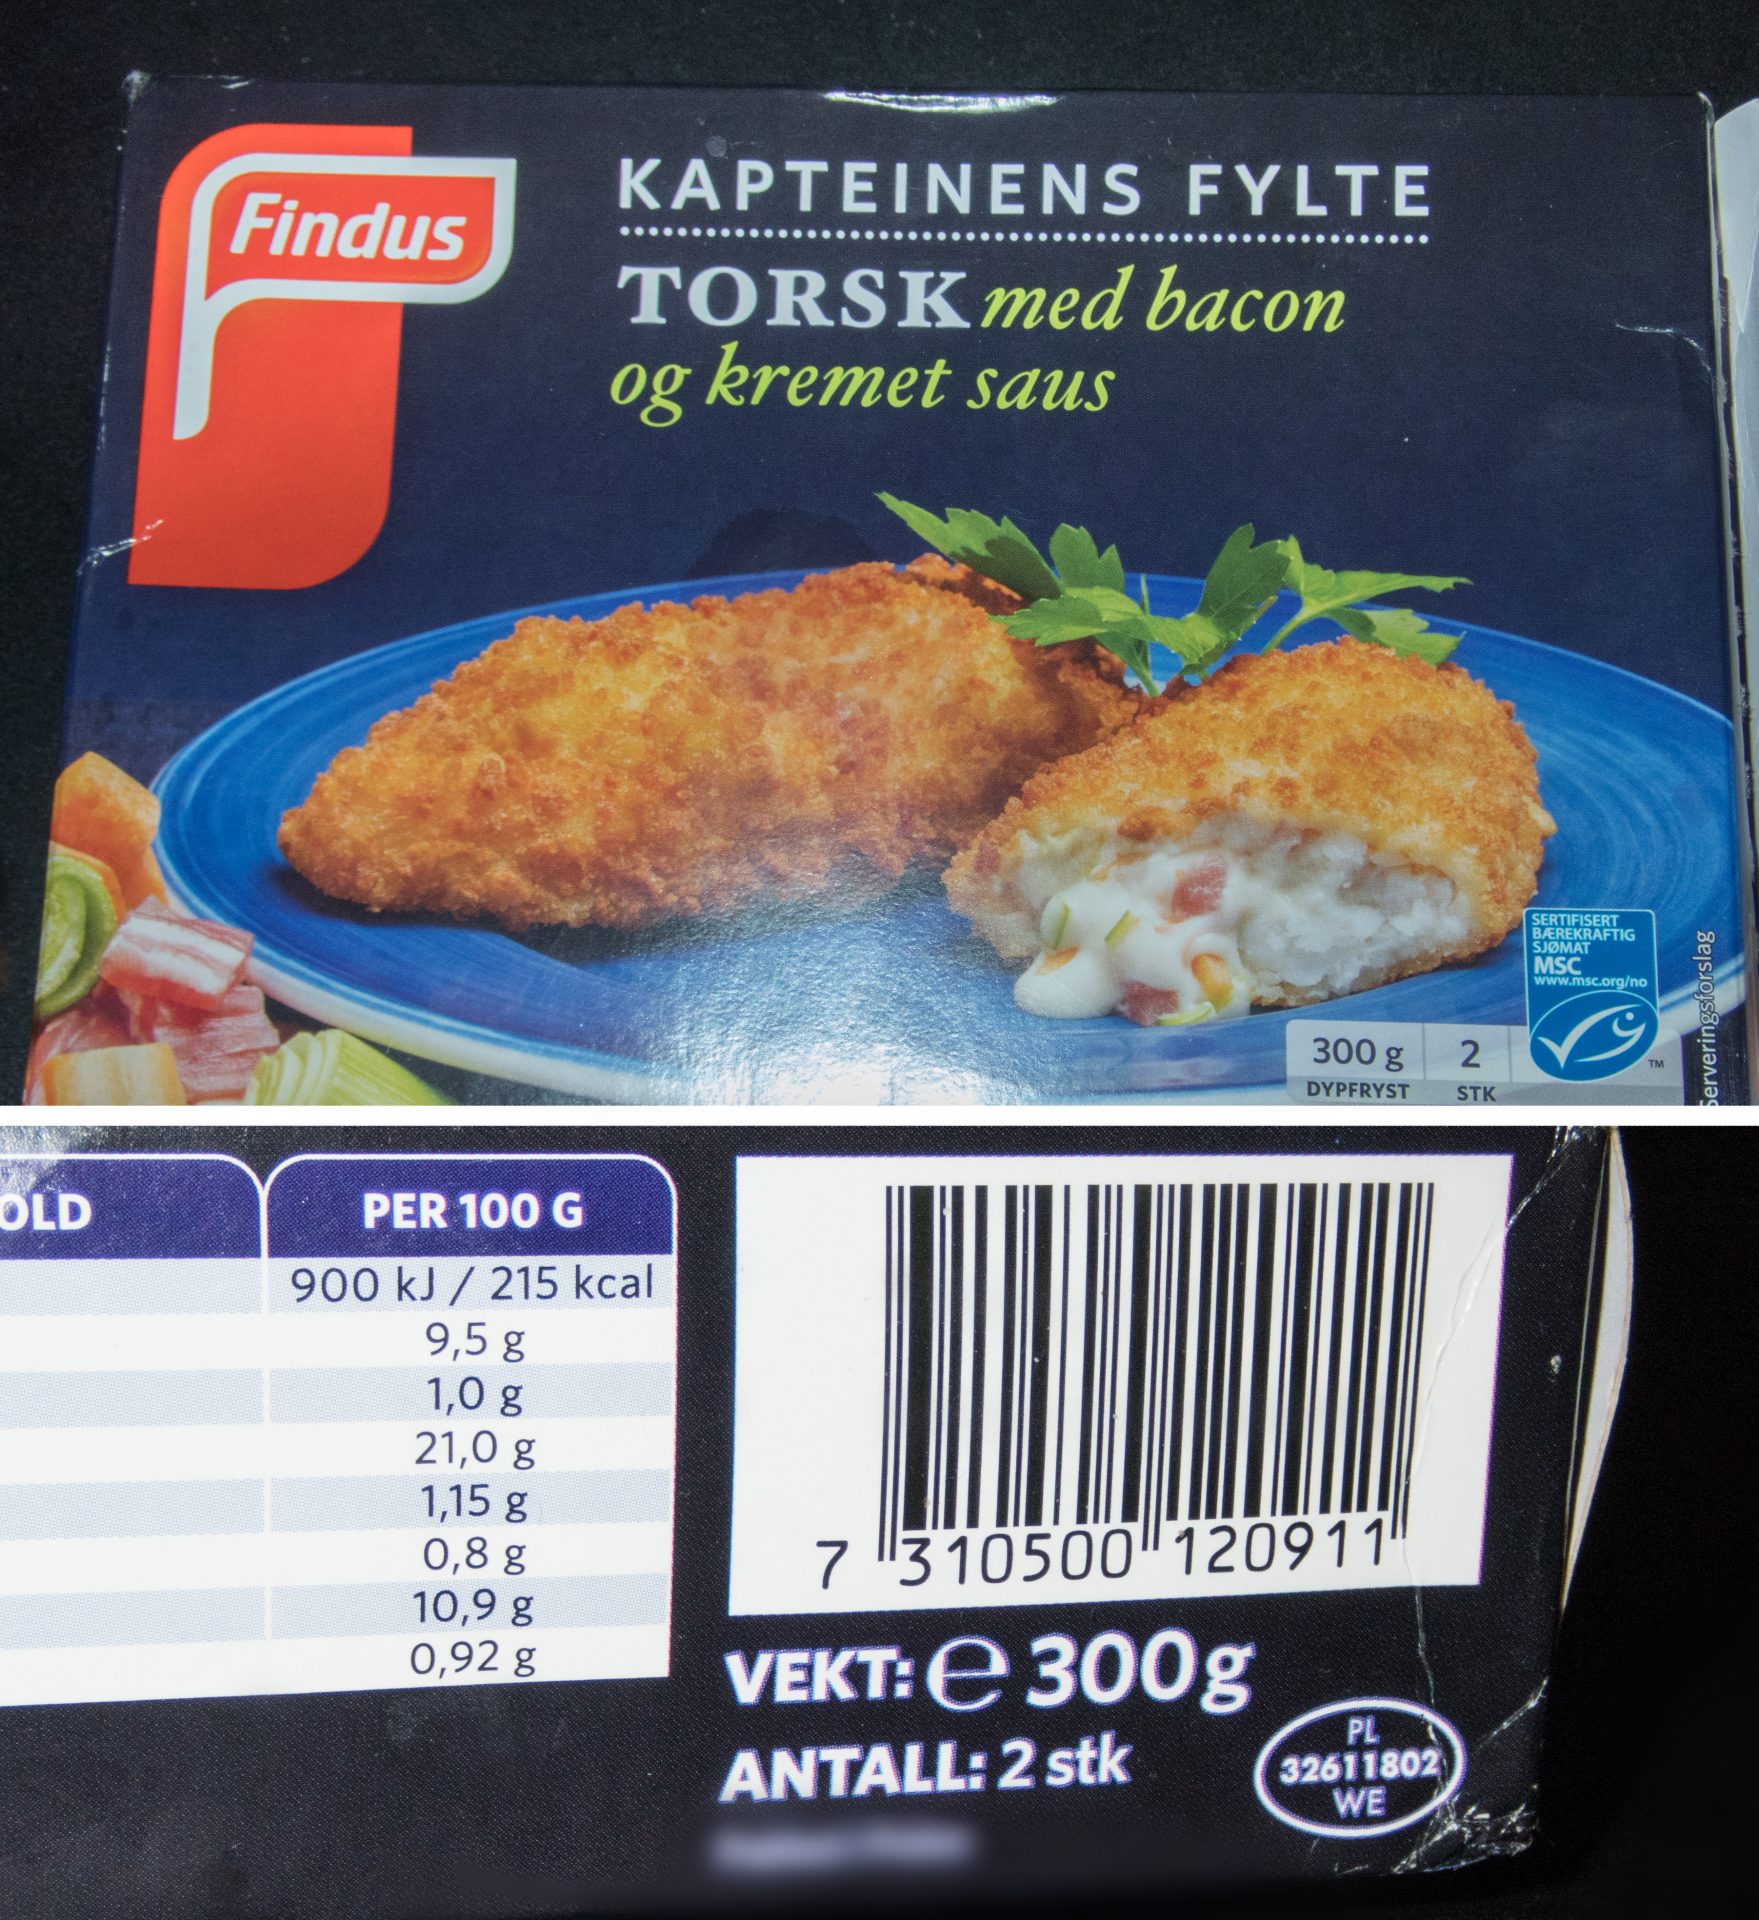 Findus
KAPTEINENS FYLTE
TORSK med bacon
og kremet saus
SERTIFISERT
BÆREKRAFTIG
SJØMAT
MSC
www.msc.org/no
TM
300 g
DYPFRYST
2
STK
Serveringsforslag
OLD
PER 100 G
900 kJ / 215 kcal
9,5 g
1,0 g
21,0 g
1,15 g
0,8 g
10,9 g
0,92 g
7 310500 120911
VEKT: e 300g
ANTALL: 2 stk
PL
32611802
WE